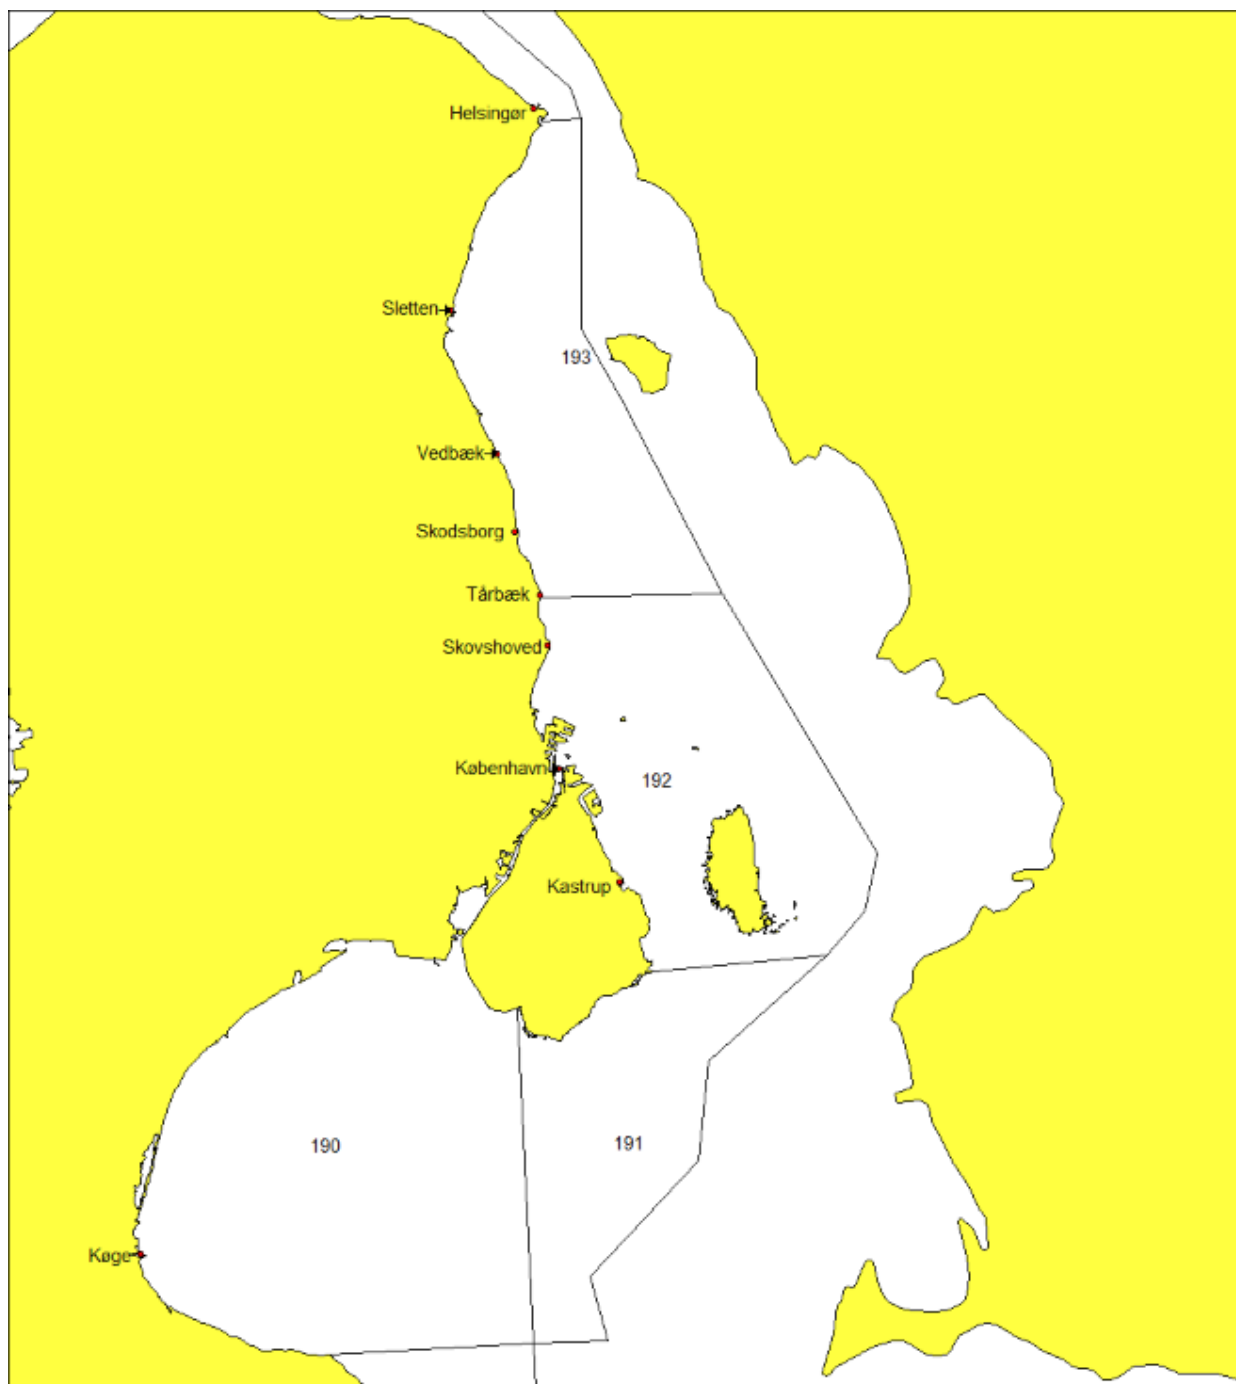 Helsingør
Sletten
193
Vedbæk
Skodsborg
Tårbæk
Skovshoved
København
192
Kastrup
190
191
Køge